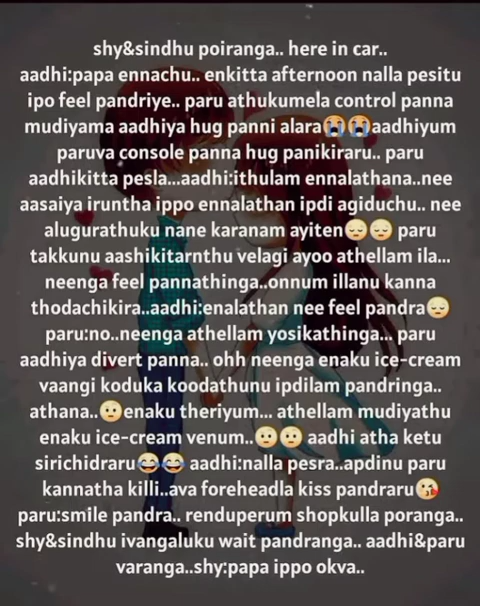 shy&sindhu poiranga.. here in car..
aadhi:papa ennachu.. enkitta afternoon nalla pesitu
ipo feel pandriye.. paru athukumela control panna
mudiyama aadhiya hug panni alara😭😭aadhiyum
paruva console panna hug panikiraru.. paru
aadhikitta pesla...aadhi:ithulam ennalathana..nee
aasaiya iruntha ippo ennalathan ipdi agiduchu.. nee
alugurathuku nane karanam ayiten😔😔 paru
takkunu aashikitarnthu velagi ayoo athellam ila...
neenga feel pannathinga..onnum illanu kanna
thodachikira..aadhi:enalathan nee feel pandra😔
paru:no..neenga athellam yosikathinga... paru
aadhiya divert panna.. ohh neenga enaku ice-cream
vaangi koduka koodathunu ipdilam pandringa..
athana..🙁enaku theriyum... athellam mudiyathu
enaku ice-cream venum..🙁🙁 aadhi atha ketu
sirichidraru😂😂 aadhi:nalla pesra..apdinu paru
kannatha killi..ava foreheadla kiss pandraru😘
paru:smile pandra.. renduperum shopkulla poranga..
shy&sindhu ivangaluku wait pandranga.. aadhi&paru
varanga..shy:papa ippo okva..